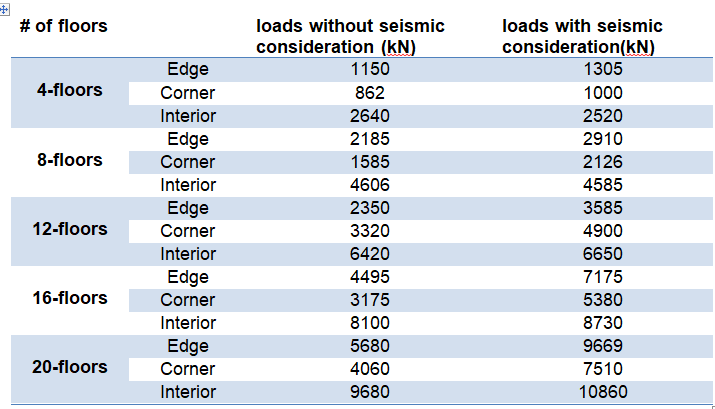 # of floors loads without seismic consideration (kN) loads with seismic consideration(kN)
4-floors Edge 1150 1305
Corner 862 1000
Interior 2640 2520
8-floors Edge 2185 2910
Corner 1585 2126
Interior 4606 4585
12-floors Edge 2350 3585
Corner 3320 4900
Interior 6420 6650
16-floors Edge 4495 7175
Corner 3175 5380
Interior 8100 8730
20-floors Edge 5680 9669
Corner 4060 7510
Interior 9680 10860